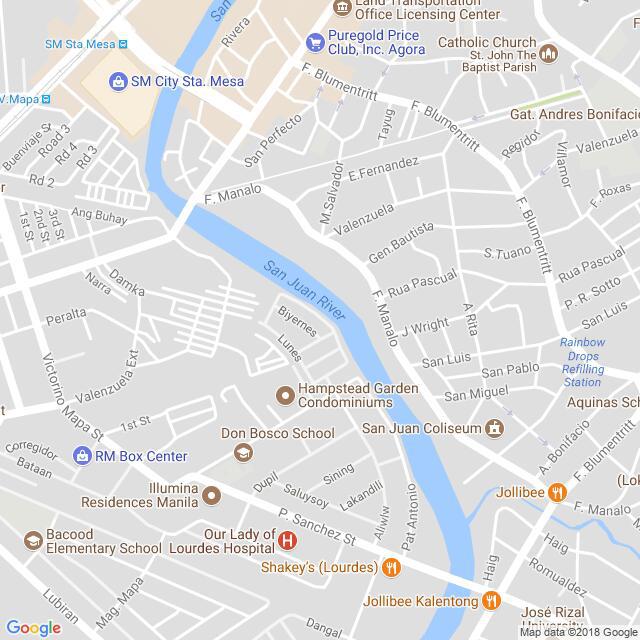 Land Transportation
Office Licensing Center
San
Rivera
Puregold Price
Club, Inc. Agora
SM Sta Mesa
Catholic Church
St. John The
Baptist Parish
F. Blumentritt
SM City Sta. Mesa
V.Mapa
F. Blumentritt
Gat. Andres Bonifacio
Tayug
San Perfecto
Buenviaje St
Road 3
Rd 4
Rd 3
Regidor
Valenzuela
Villamor
E.Fernandez
M.Salvador
Rd 2
or
F. Manalo
F. Roxas
1st St
2nd St
3rd St
Ang Buhay
Valenzuela
F. Blumentritt
Gen.Bautista
S.Tuano
San Juan River
Rua Pascual
Rua Pascual
Damka
Narra
F. Manalo
P. R. Sotto
A Rita
Biyernes
Peralta
J Wright
San Luis
Lunes
Rainbow
Drops
Refilling
Station
San Luis
San Pablo
Valenzuela Ext
Victorino Mapa St
San Miguel
Hampstead Garden
Condominiums
Aquinas Sch
t
1st St
San Juan Coliseum
Don Bosco School
A. Bonifacio
F. Blumentritt
Corregidor
Bataan
RM Box Center
Sining
Dupil
Saluysoy
Lakandili
(Lok
Illumina
Residences Manila
Jollibee
F. Manalo
P. Sanchez St
Aliwiw
Pat Antonio
Bacood
Elementary School
Our Lady of
Lourdes Hospital
H
Haig
Haig
Shakey's (Lourdes)
Romualdez
Mag. Mapa
Lubiran
Jollibee Kalentong
José Rizal
University
Dangal
Google
Map data ©2018 Google